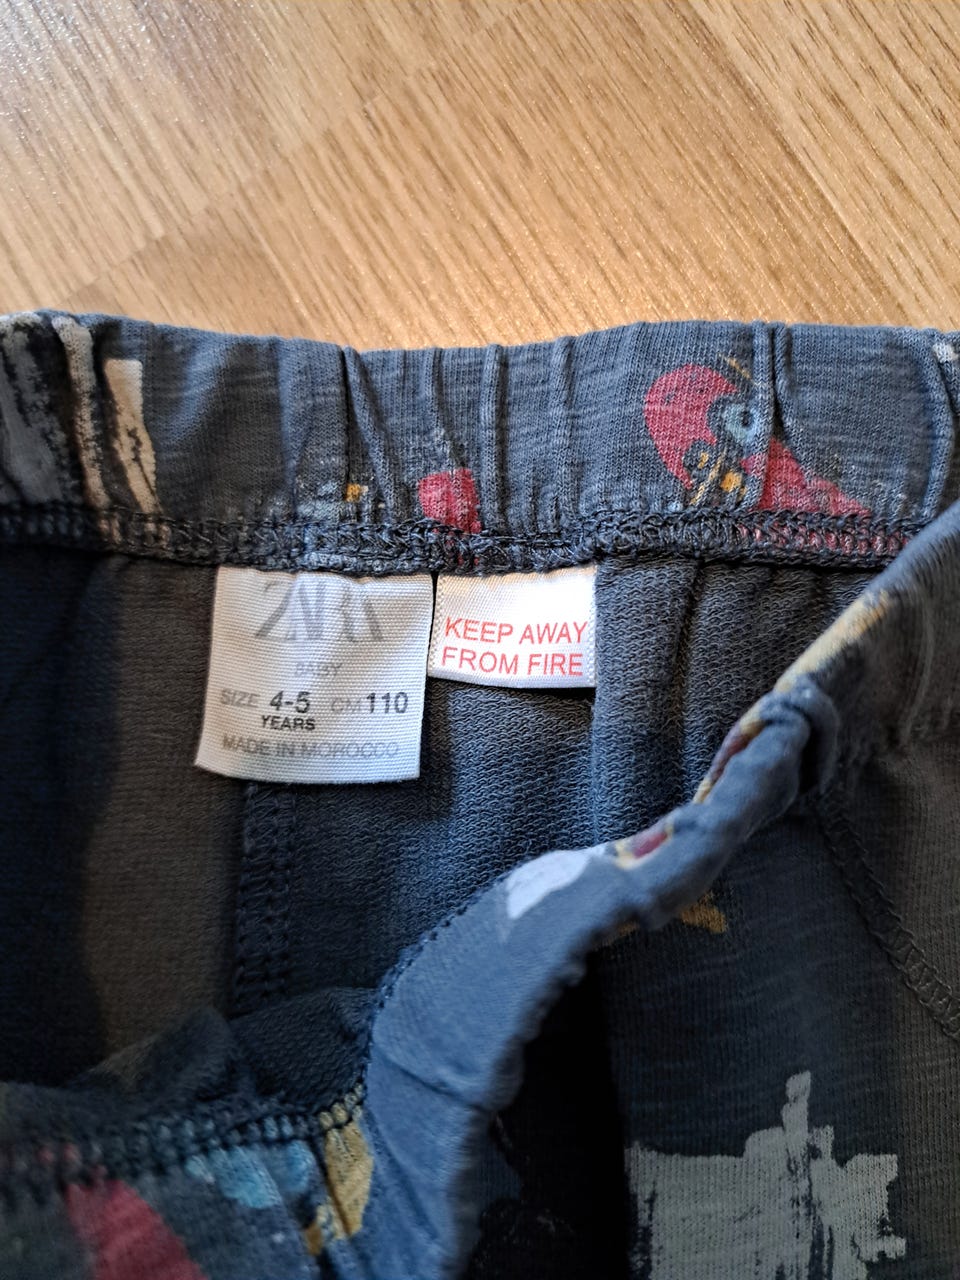 ZARA
BABY
SIZE 4-5 CM 110
YEARS
MADE IN MOROCCO
KEEP AWAY
FROM FIRE